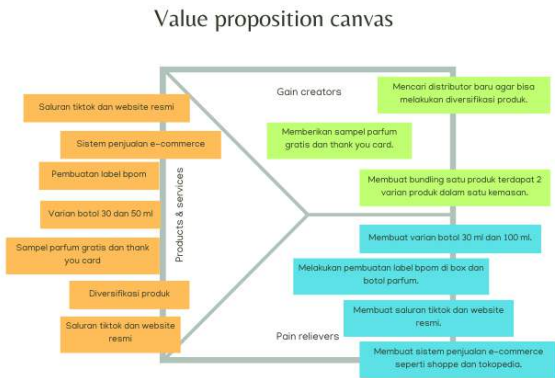 Value proposition canvas
Saluran tiktok dan website resmi
Sistem penjualan e-commerce
Pembuatan label bpom
Varian botol 30 dan 50 ml
Sampel parfum gratis dan thank
you card
Diversifikasi produk
Saluran tiktok dan website
resmi
Products & services
Gain creators
Mencari distributor baru agar bisa
melakukan diversifikasi produk.
Memberikan sampel parfum
gratis dan thank you card.
Membuat bundling satu produk terdapat 2
varian produk dalam satu kemasan.
Membuat varian botol 30 ml dan 100 ml.
Melakukan pembuatan label bpom di box dan
botol parfum.
Membuat saluran tiktok dan website
resmi.
Pain relievers
Membuat sistem penjualan e-commerce
seperti shoppe dan tokopedia.